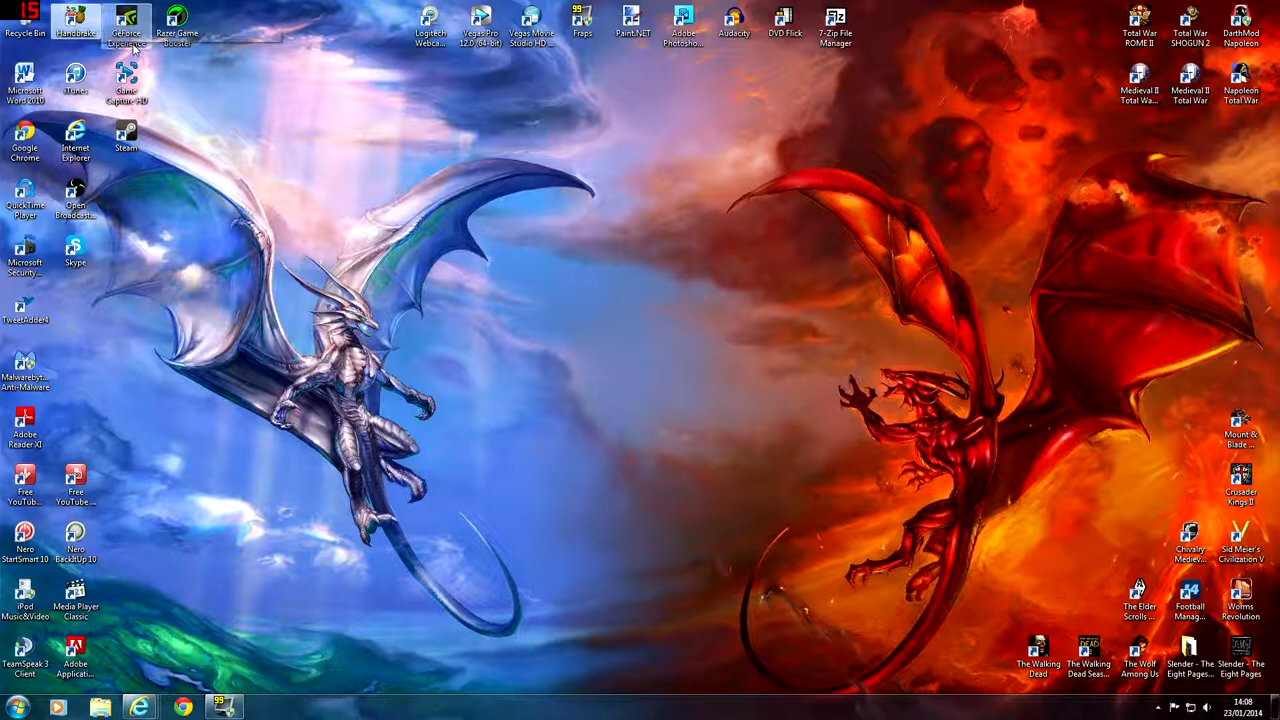 15
Recycle Bin
Handbrake
GeForce
Experience
Razer Game
Booster
Logitech
Webca...
Vegas Pro
12.0 (64-bit)
Vegas Movie
Studio HD ...
99
Fraps
Paint.NET
Adobe
Photosho...
Audacity
DVD Flick
7z
7-Zip File
Manager
Total War
ROME II
Total War
SHOGUN 2
DarthMod
Napoleon
Microsoft
Word 2010
iTunes
Game
Capture HD
Medieval II
Total Wa...
Medieval II
Total War
Napoleon
Total War
Google
Chrome
Internet
Explorer
Steam
QuickTime
Player
Open
Broadcast...
Microsoft
Security...
Skype
TweetAdder4
Malwareby t...
Anti-Malware
Adobe
Reader XI
Mount &
Blade ...
Free
YouTub...
Free
YouTube ...
Crusader
Kings II
Nero
StartSmart 10
Nero
BackItUp 10
Chivalry
Mediev...
Sid Meier's
Civilization V
iPod
Music&Video
Media Player
Classic
The Elder
Scrolls ...
Football
Manag...
Worms
Revolution
TeamSpeak 3
Client
Adobe
Applicati...
The Walking
Dead
The Walking
Dead Seas...
The Wolf
Among Us
Slender - The
Eight Pages...
Slender - The
Eight Pages
99
14:08
23/01/2014